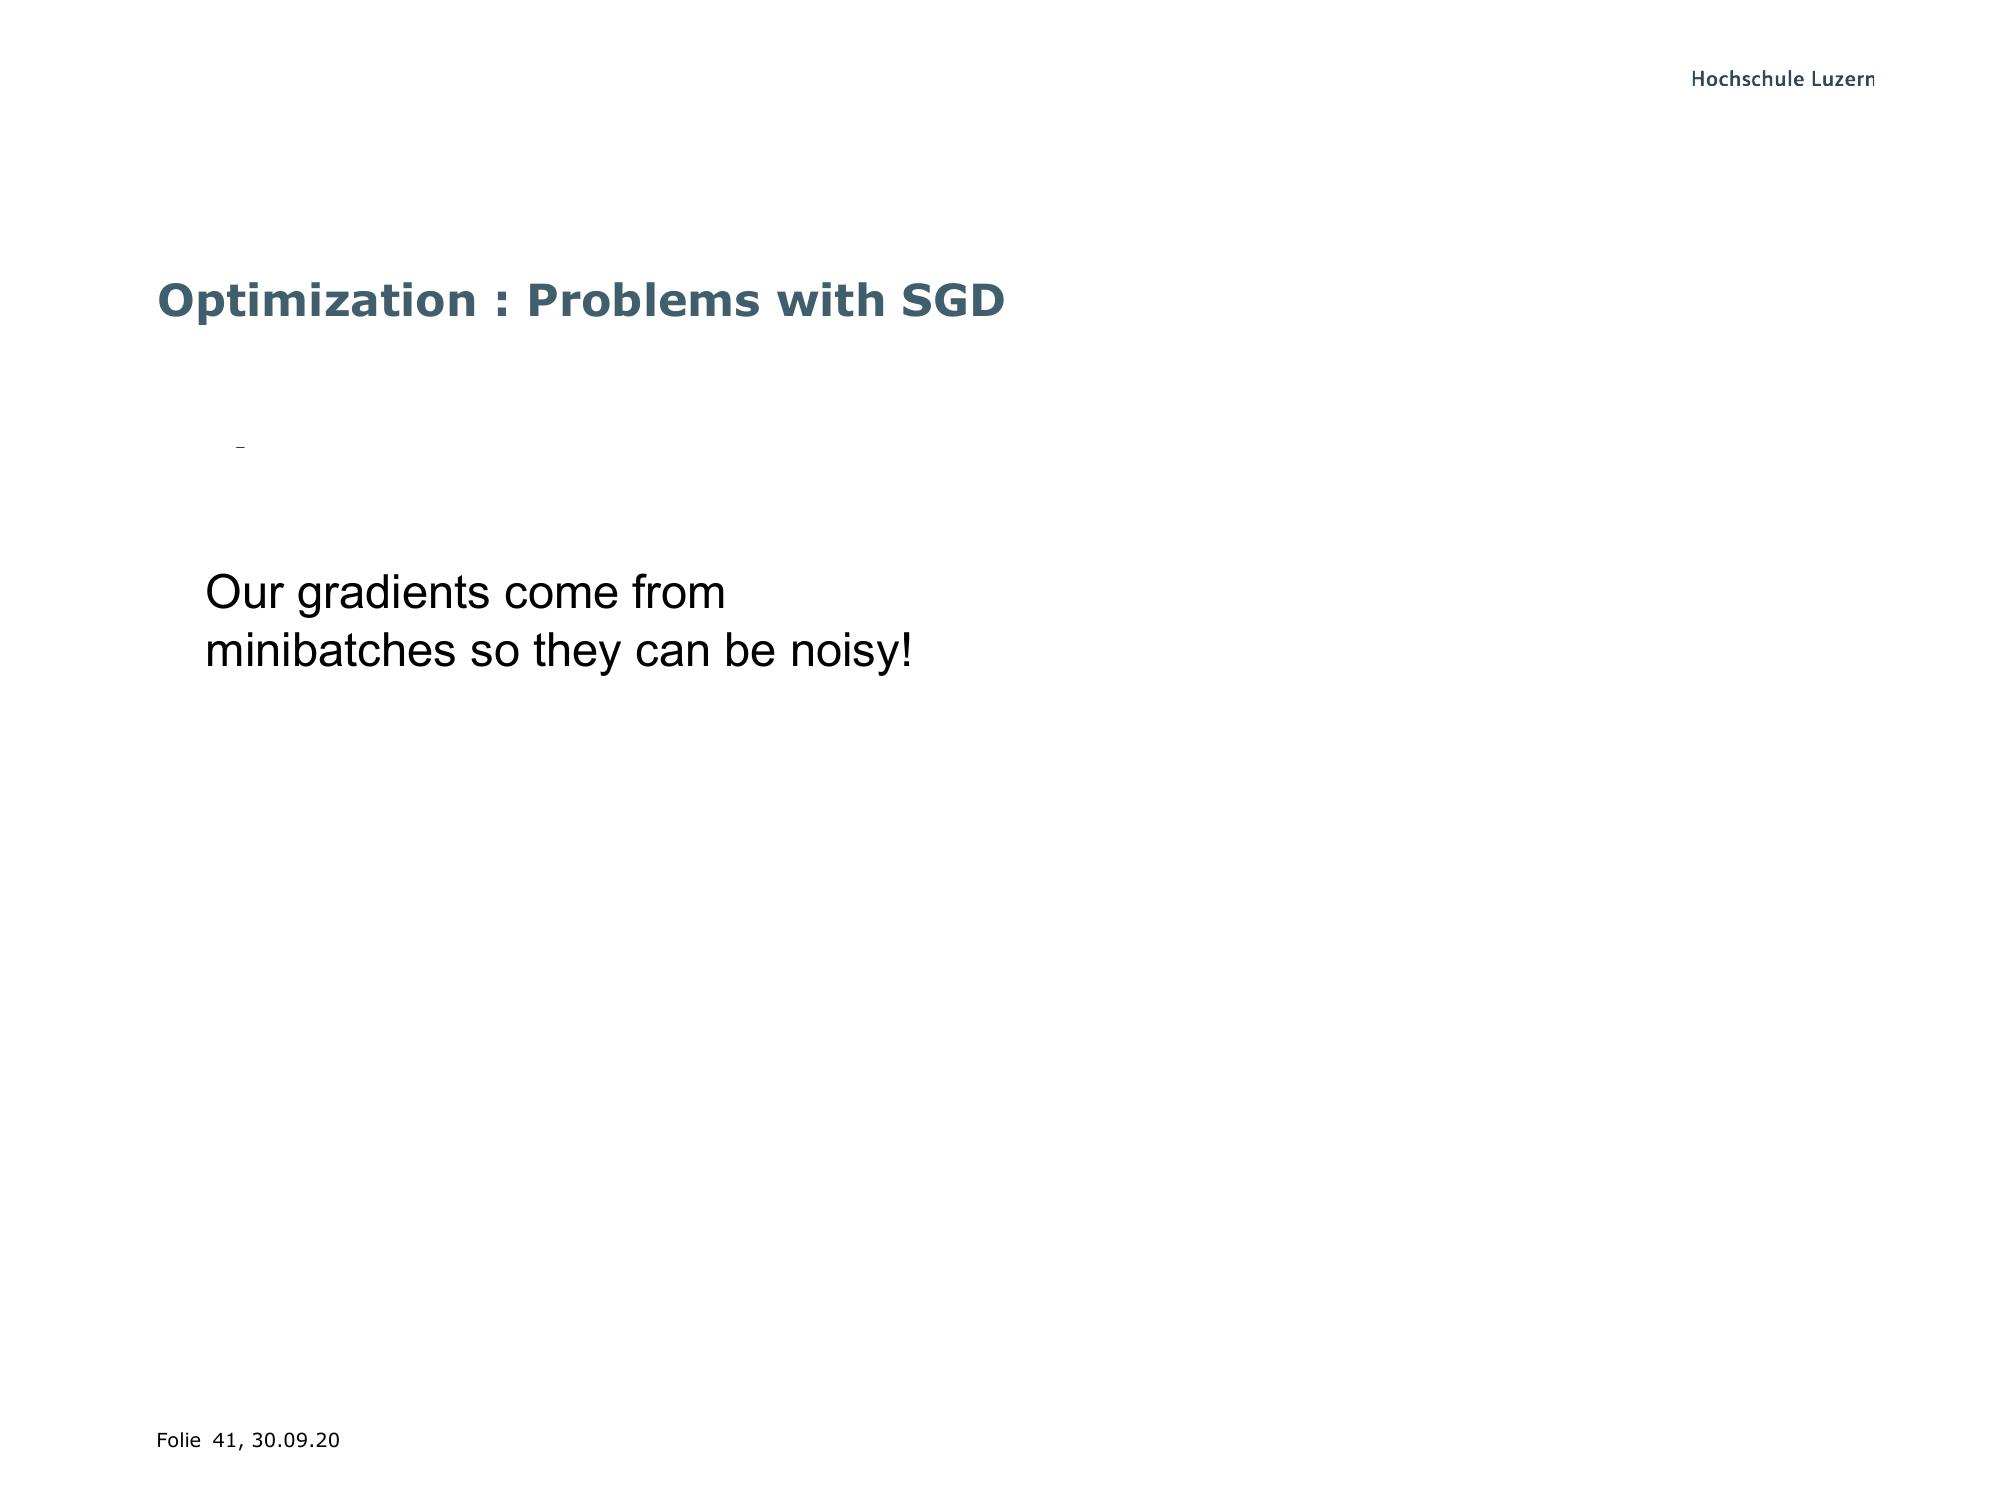 Hochschule Luzern
Optimization : Problems with SGD
–
Our gradients come from
minibatches so they can be noisy!
Folie 41, 30.09.20